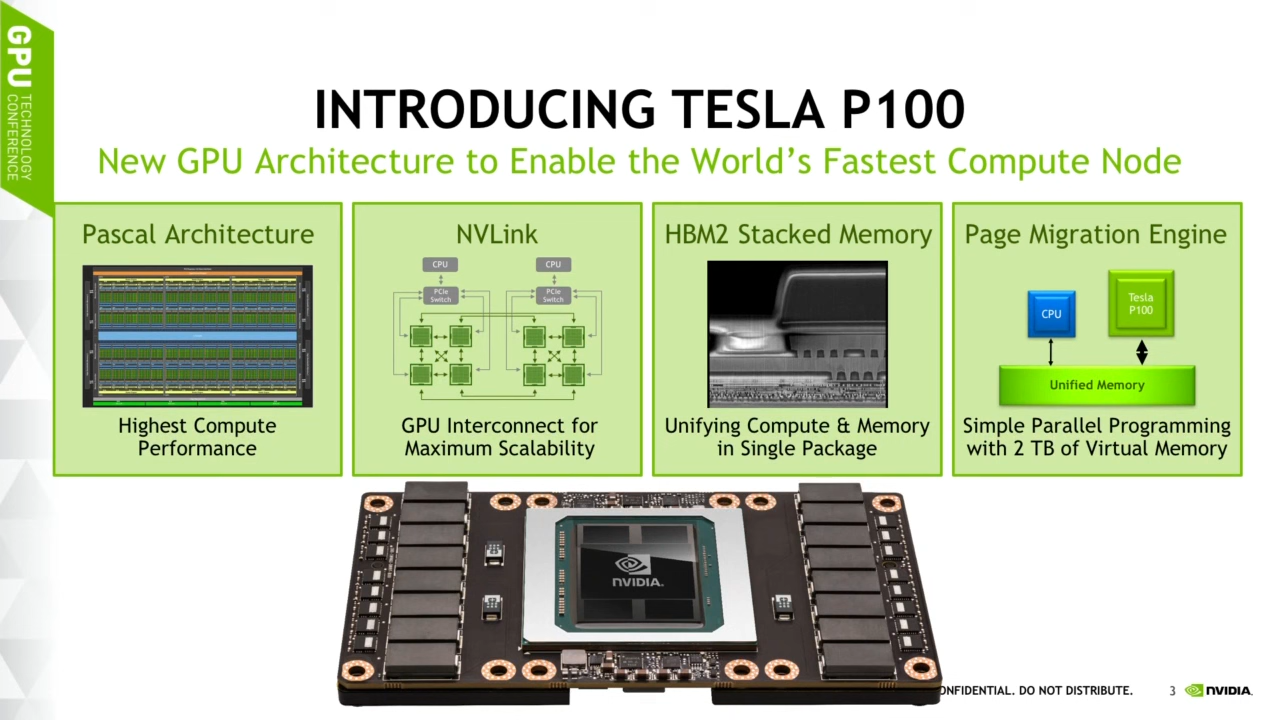 GPU TECHNOLOGY
CONFERENCE
INTRODUCING TESLA P100
New GPU Architecture to Enable the World's Fastest Compute Node
Pascal Architecture
Highest Compute
Performance
NVLink
CPU
CPU
PCIe
Switch
PCIe
Switch
GPU Interconnect for
Maximum Scalability
HBM2 Stacked Memory
Unifying Compute & Memory
in Single Package
Page Migration Engine
CPU
Tesla
P100
Unified Memory
Simple Parallel Programming
with 2 TB of Virtual Memory
NVIDIA.
ONFIDENTIAL. DO NOT DISTRIBUTE.
3
NVIDIA.